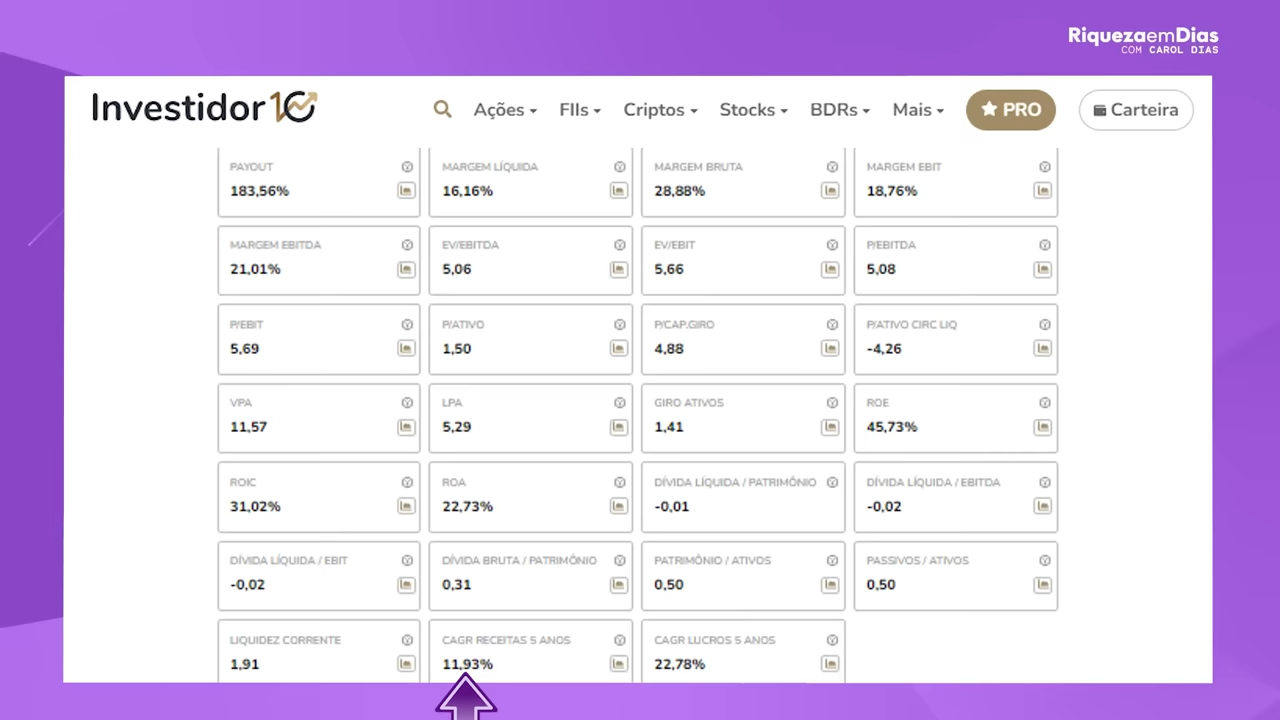 RiquezaemDias
COM CAROL DIAS
Investidor10
Ações FIIs Criptos Stocks BDRs Mais PRO Carteira
PAYOUT MARGEM LÍQUIDA MARGEM BRUTA MARGEM EBIT
183,56% 16,16% 28,88% 18,76%
MARGEM EBITDA EV/EBITDA EV/EBIT P/EBITDA
21,01% 5,06 5,66 5,08
P/EBIT P/ATIVO P/CAP.GIRO P/ATIVO CIRC LIQ
5,69 1,50 4,88 -4,26
VPA LPA GIRO ATIVOS ROE
11,57 5,29 1,41 45,73%
ROIC ROA DÍVIDA LÍQUIDA / PATRIMÔNIO DÍVIDA LÍQUIDA / EBITDA
31,02% 22,73% -0,01 -0,02
DÍVIDA LÍQUIDA / EBIT DÍVIDA BRUTA / PATRIMÔNIO PATRIMÔNIO / ATIVOS PASSIVOS / ATIVOS
-0,02 0,31 0,50 0,50
LIQUIDEZ CORRENTE CAGR RECEITAS 5 ANOS CAGR LUCROS 5 ANOS
1,91 11,93% 22,78%